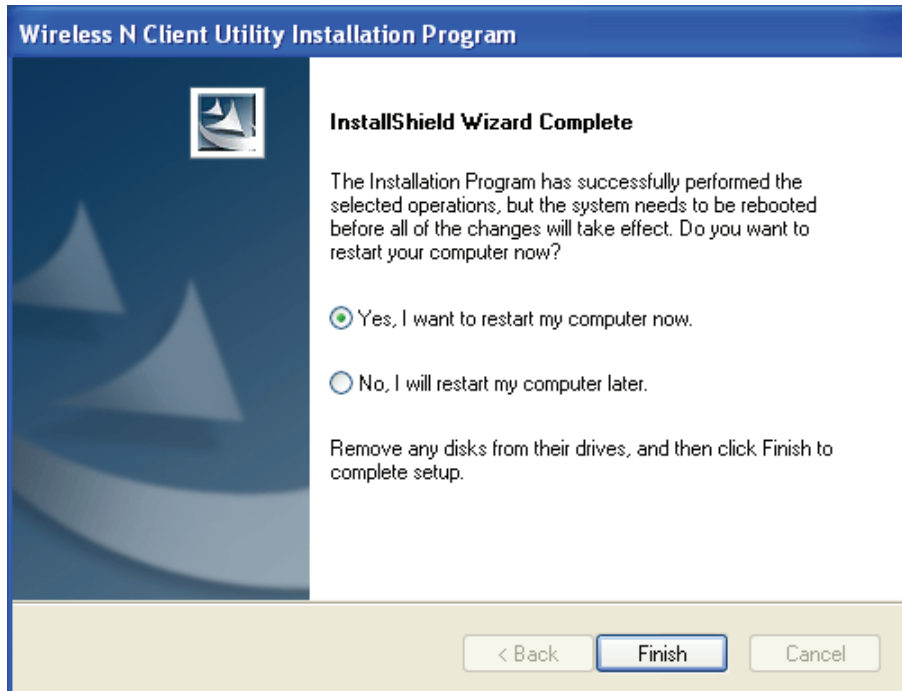 Wireless N Client Utility Installation Program
InstallShield Wizard Complete
The Installation Program has successfully performed the
selected operations, but the system needs to be rebooted
before all of the changes will take effect. Do you want to
restart your computer now?
Yes, I want to restart my computer now.
No, I will restart my computer later.
Remove any disks from their drives, and then click Finish to
complete setup.
< Back
Finish
Cancel